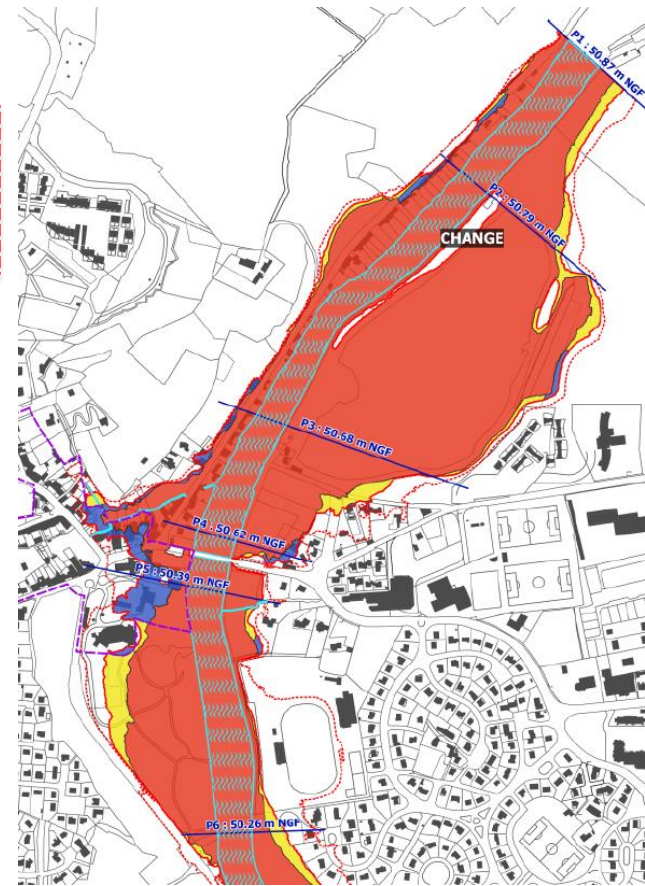 P1 : 50.87 m NGF
P2 : 50.79 m NGF
CHANGE
P3 : 50.68 m NGF
P4 : 50.62 m NGF
P5 : 50.39 m NGF
P6 : 50.26 m NGF